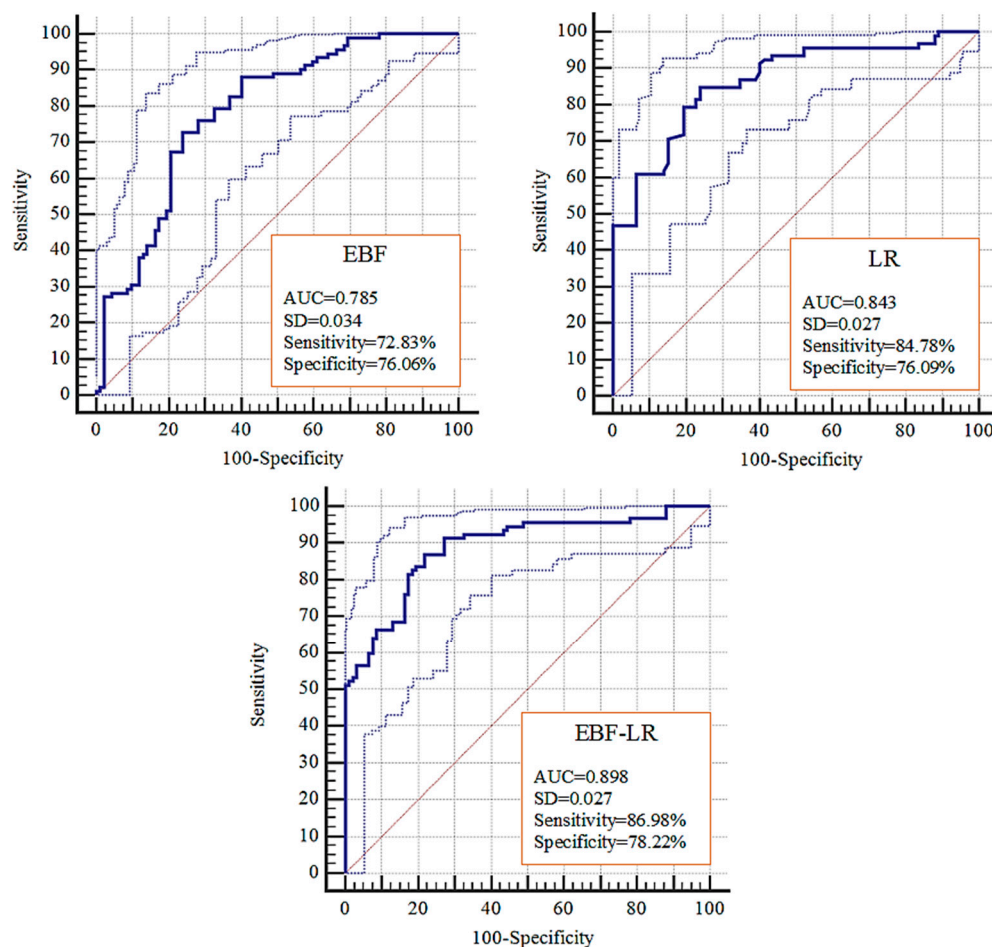 100
90
80
70
60
50
40
30
20
10
0
Sensitivity
EBF
AUC=0.785
SD=0.034
Sensitivity=72.83%
Specificity=76.06%
0 20 40 60 80 100
100-Specificity
100
90
80
70
60
50
40
30
20
10
0
Sensitivity
LR
AUC=0.843
SD=0.027
Sensitivity=84.78%
Specificity=76.09%
0 20 40 60 80 100
100-Specificity
100
90
80
70
60
50
40
30
20
10
0
Sensitivity
EBF-LR
AUC=0.898
SD=0.027
Sensitivity=86.98%
Specificity=78.22%
0 20 40 60 80 100
100-Specificity